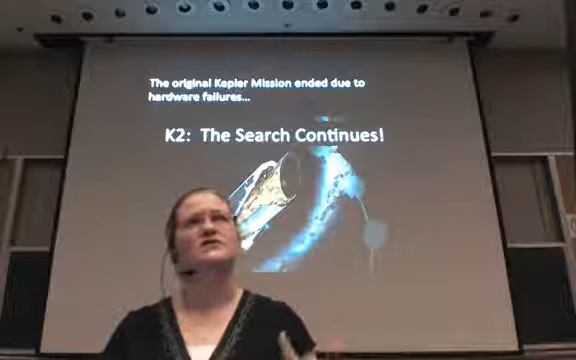 The original Kepler Mission ended due to
hardware failures...
K2: The Search Continues!